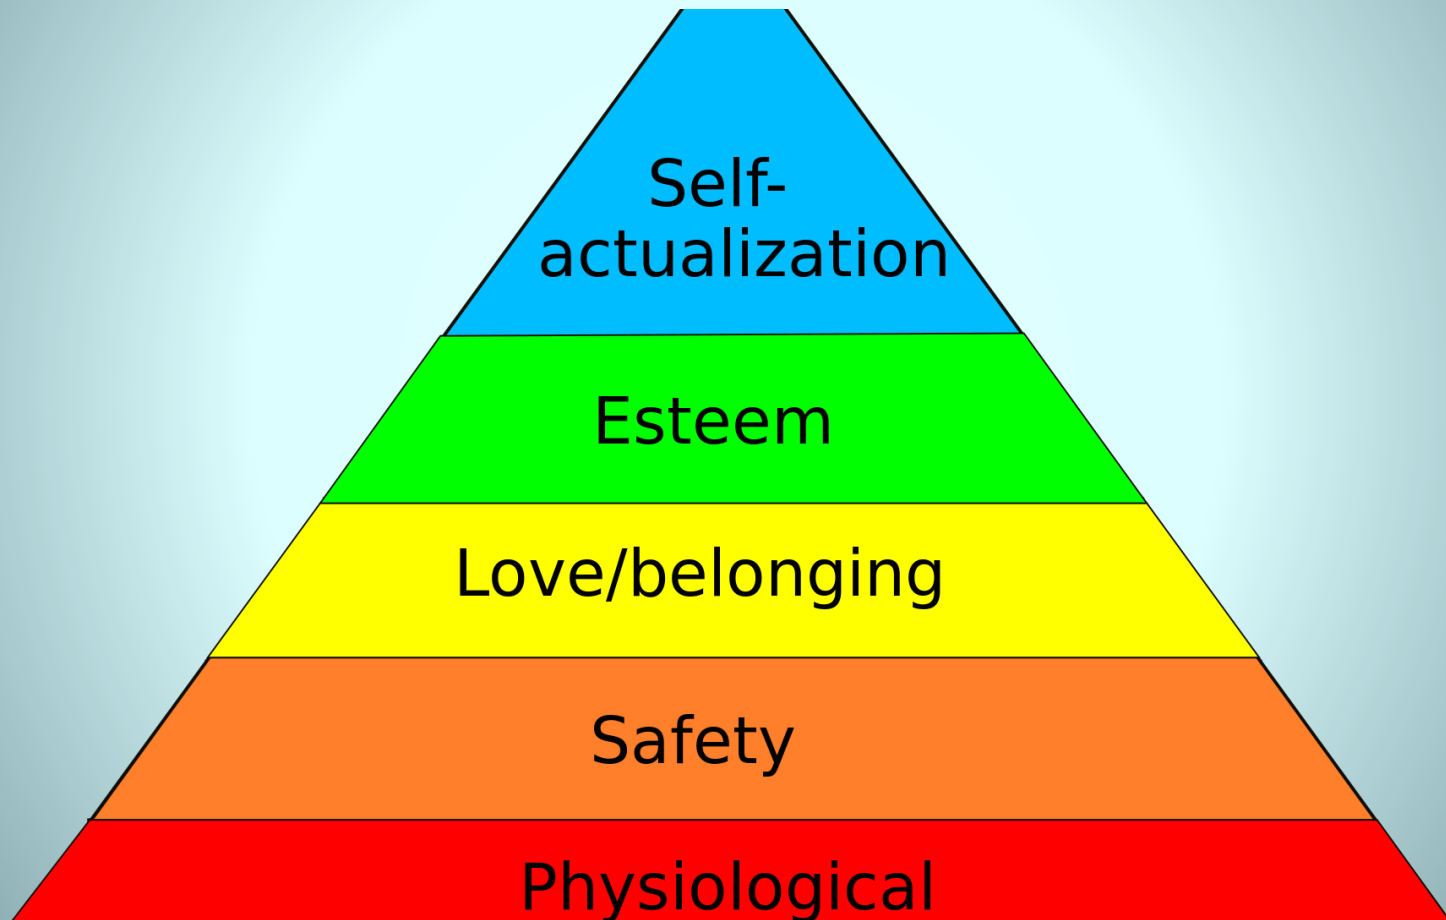 Self-
actualization
Esteem
Love/belonging
Safety
Physiological